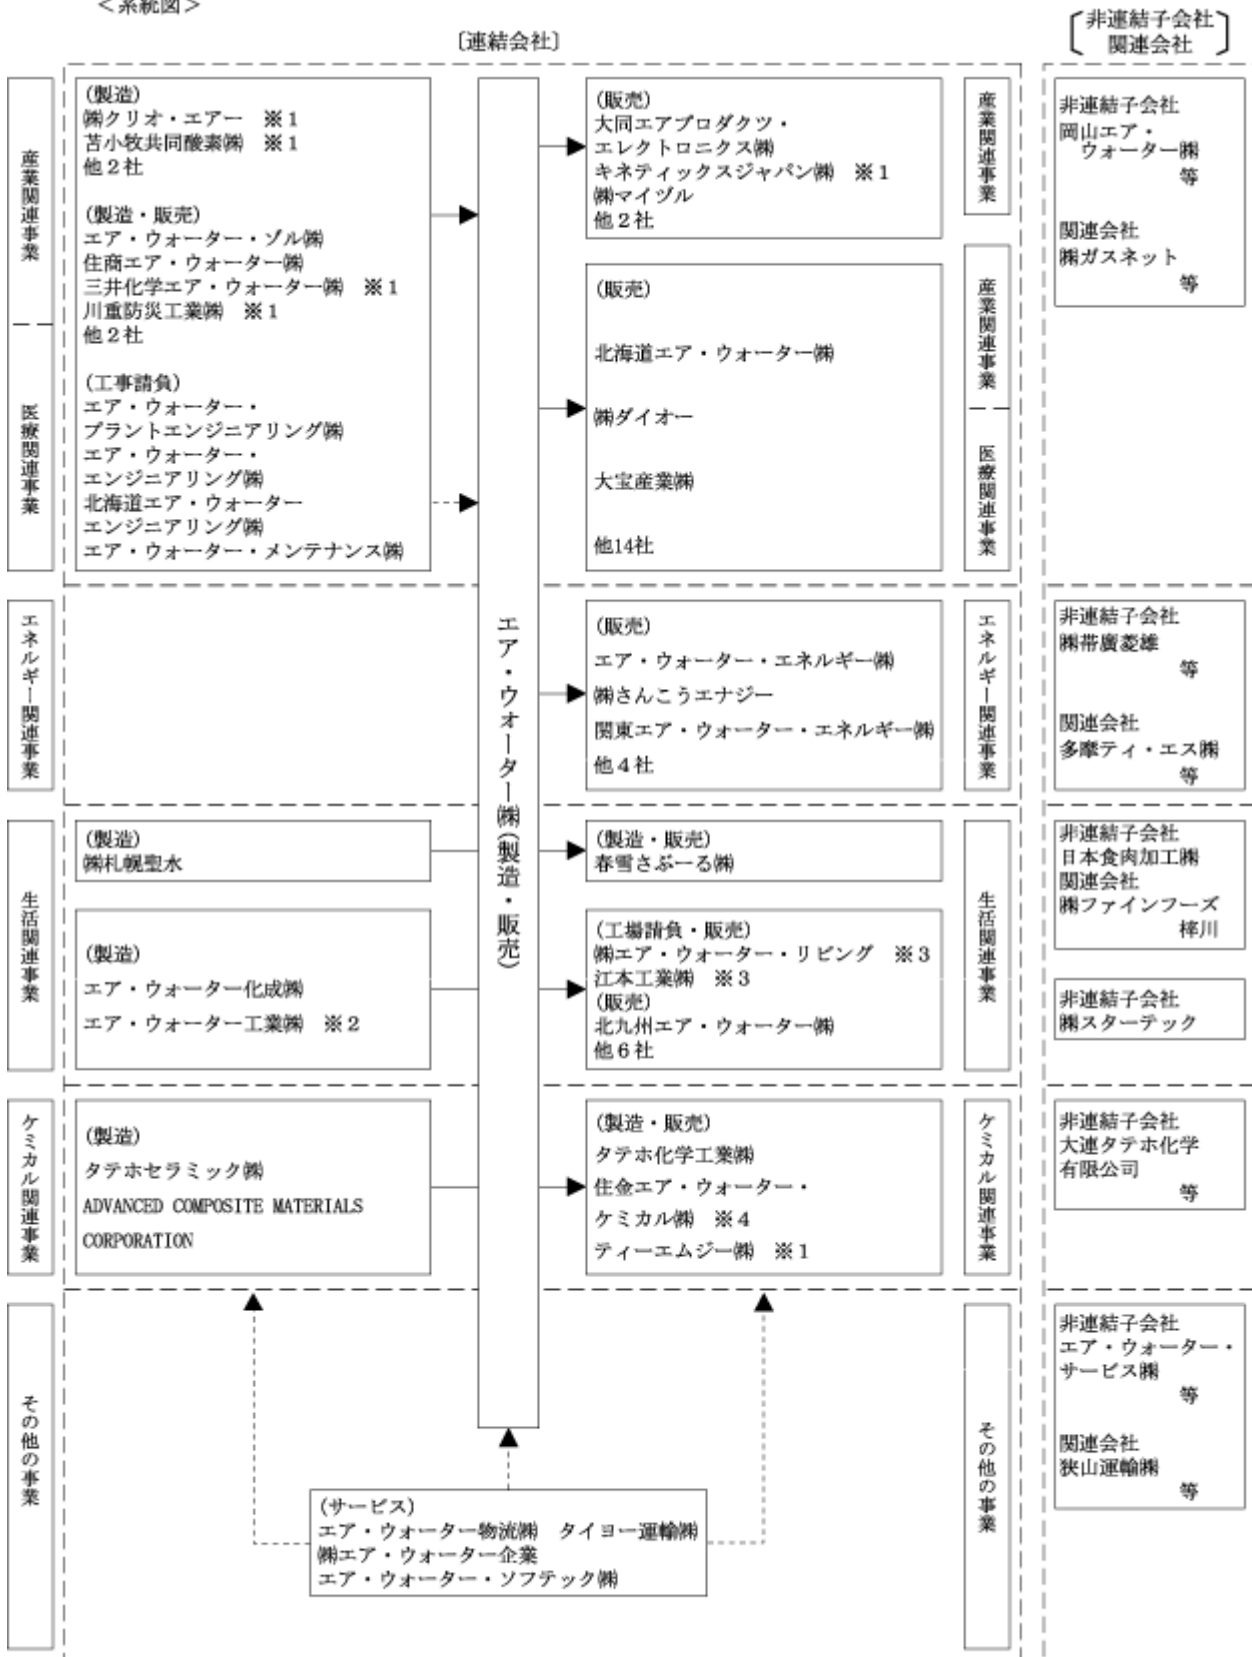 ＜系統図＞
〔連結会社〕
非連結子会社
関連会社
産業関連事業
医療関連事業
(製造)
㈱クリオ・エアー　※１
苫小牧共同酸素㈱　※１
他２社
(製造・販売)
エア・ウォーター・ゾル㈱
住商エア・ウォーター㈱
三井化学エア・ウォーター㈱　※１
川重防災工業㈱　※１
他２社
(工事請負)
エア・ウォーター・
プラントエンジニアリング㈱
エア・ウォーター・
エンジニアリング㈱
北海道エア・ウォーター
エンジニアリング㈱
エア・ウォーター・メンテナンス㈱
エア・ウォーター㈱(製造・販売)
(販売)
大同エアプロダクツ・
エレクトロニクス㈱
キネティックスジャパン㈱　※１
㈱マイヅル
他２社
産業関連事業
(販売)
北海道エア・ウォーター㈱
㈱ダイオー
大宝産業㈱
他14社
産業関連事業
医療関連事業
非連結子会社
岡山エア・
ウォーター㈱
等
関連会社
㈱ガスネット
等
エネルギー関連事業
(販売)
エア・ウォーター・エネルギー㈱
㈱さんこうエナジー
関東エア・ウォーター・エネルギー㈱
他４社
エネルギー関連事業
非連結子会社
㈱帯廣菱雄
等
関連会社
多摩ティ・エス㈱
等
生活関連事業
(製造)
㈱札幌聖水
(製造・販売)
春雪さぶーる㈱
(製造)
エア・ウォーター化成㈱
エア・ウォーター工業㈱　※２
(工場請負・販売)
㈱エア・ウォーター・リビング　※３
江本工業㈱　※３
(販売)
北九州エア・ウォーター㈱
他６社
生活関連事業
非連結子会社
日本食肉加工㈱
関連会社
㈱ファインフーズ
梓川
非連結子会社
㈱スターテック
ケミカル関連事業
(製造)
タテホセラミック㈱
ADVANCED COMPOSITE MATERIALS
CORPORATION
(製造・販売)
タテホ化学工業㈱
住金エア・ウォーター・
ケミカル㈱　※４
ティーエムジー㈱　※１
ケミカル関連事業
非連結子会社
大連タテホ化学
有限公司
等
その他の事業
(サービス)
エア・ウォーター物流㈱　タイヨー運輸㈱
㈱エア・ウォーター企業
エア・ウォーター・ソフテック㈱
その他の事業
非連結子会社
エア・ウォーター・
サービス㈱
等
関連会社
狭山運輸㈱
等